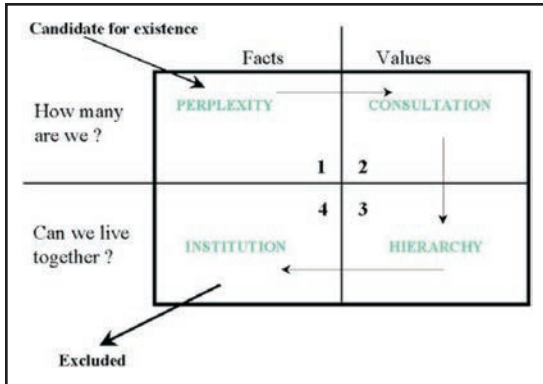 Candidate for existence
Facts Values
How many
are we ?
PERPLEXITY CONSULTATION
1 2
4 3
Can we live
together ?
INSTITUTION HIERARCHY
Excluded